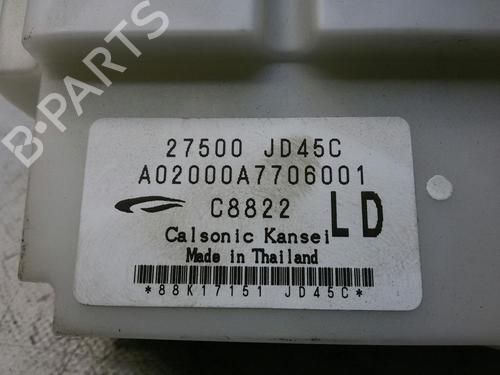 B-PARTS
27500 JD45C
A02000A7706001
C8822 LD
Calsonic Kansei
Made in Thailand
*88K17151 JD45C*